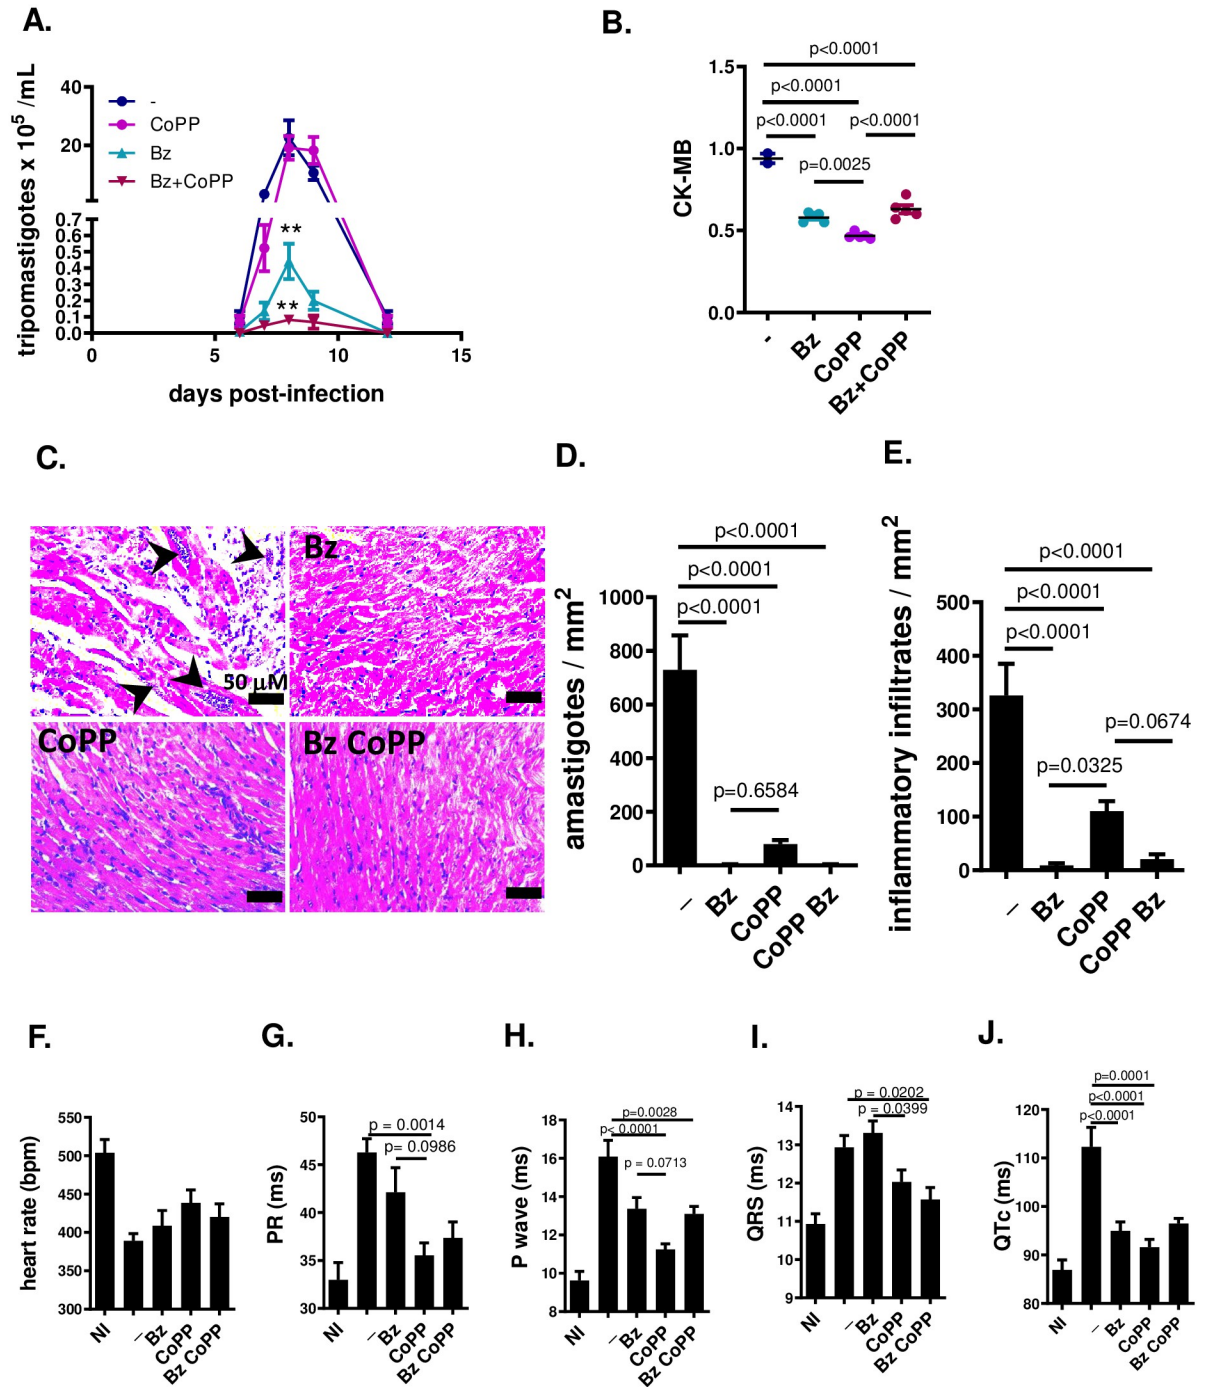 A.
tripomastigotes x 10⁵ /mL
40
20
0.7
0.6
0.5
0.4
0.3
0.2
0.1
0.0
-
CoPP
Bz
Bz+CoPP
**
**
0
5
10
15
days post-infection
B.
p<0.0001
p<0.0001
p<0.0001
p<0.0001
p=0.0025
CK-MB
1.5
1.0
0.5
0.0
-
Bz
CoPP
Bz+CoPP
C.
50 µM
Bz
CoPP
Bz CoPP
D.
p<0.0001
p<0.0001
p<0.0001
p=0.6584
amastigotes / mm²
1000
800
600
400
200
0
–
Bz
CoPP
CoPP Bz
E.
p<0.0001
p<0.0001
p<0.0001
p=0.0674
p=0.0325
inflammatory infiltrates / mm²
500
400
300
200
100
0
–
Bz
CoPP
CoPP Bz
F.
heart rate (bpm)
550
500
450
400
350
300
NI
–
Bz
CoPP
Bz CoPP
G.
p = 0.0014
p= 0.0986
PR (ms)
50
45
40
35
30
NI
–
Bz
CoPP
Bz CoPP
H.
p=0.0028
p< 0.0001
p = 0.0713
P wave (ms)
18
16
14
12
10
8
NI
–
Bz
CoPP
Bz CoPP
I.
p = 0.0202
p = 0.0399
QRS (ms)
14
13
12
11
10
9
NI
–
Bz
CoPP
Bz CoPP
J.
p=0.0001
p<0.0001
p<0.0001
QTc (ms)
120
110
100
90
80
NI
–
Bz
CoPP
Bz CoPP